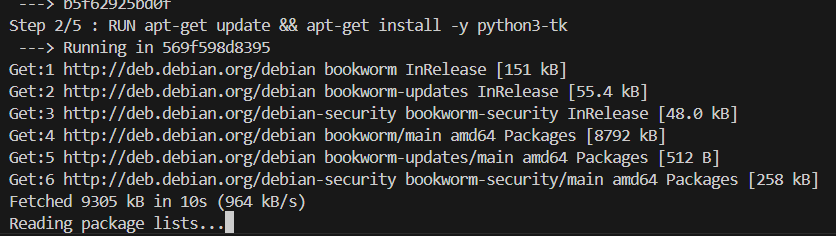 ---> b5f62925bd0f
Step 2/5 : RUN apt-get update && apt-get install -y python3-tk
---> Running in 569f598d8395
Get:1 http://deb.debian.org/debian bookworm InRelease [151 kB]
Get:2 http://deb.debian.org/debian bookworm-updates InRelease [55.4 kB]
Get:3 http://deb.debian.org/debian-security bookworm-security InRelease [48.0 kB]
Get:4 http://deb.debian.org/debian bookworm/main amd64 Packages [8792 kB]
Get:5 http://deb.debian.org/debian bookworm-updates/main amd64 Packages [512 B]
Get:6 http://deb.debian.org/debian-security bookworm-security/main amd64 Packages [258 kB]
Fetched 9305 kB in 10s (964 kB/s)
Reading package lists...